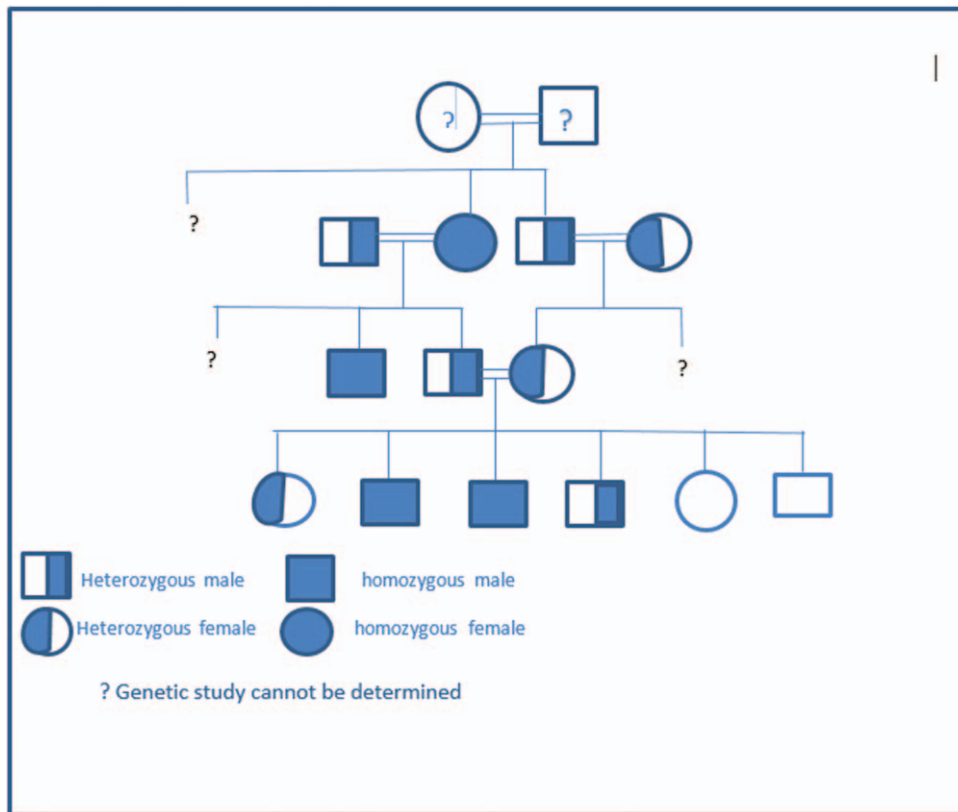 ? ?
?
? ?
Heterozygous male homozygous male
Heterozygous female homozygous female
? Genetic study cannot be determined